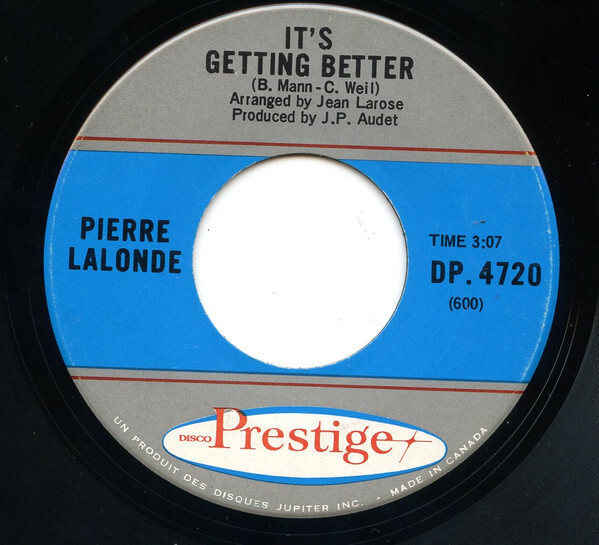 IT'S
GETTING BETTER
(B. Mann - C. Weil)
Arranged by Jean Larose
Produced by J.P. Audet
PIERRE
LALONDE
TIME 3:07
DP. 4720
(600)
DISCO Prestige
UN PRODUIT DES DISQUES JUPITER INC. - MADE IN CANADA